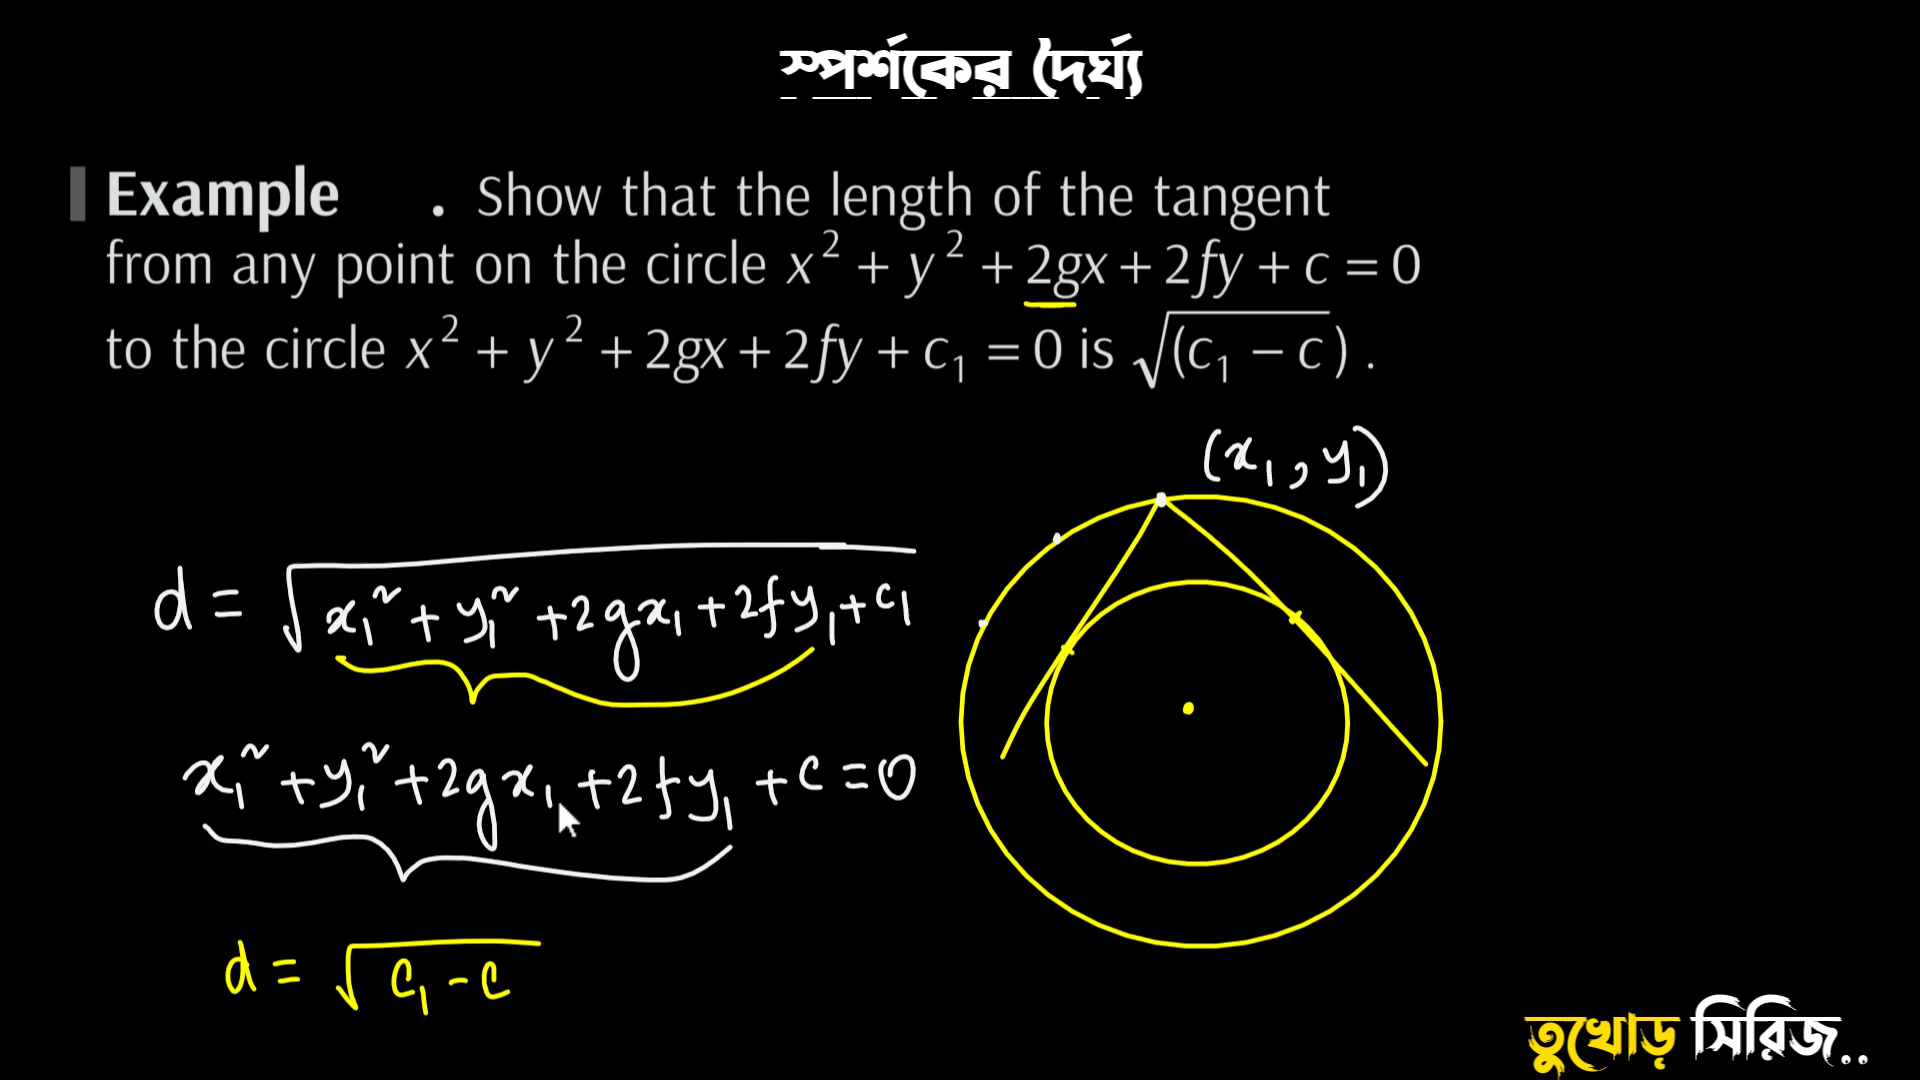 স্পর্শকের দৈর্ঘ্য
Example . Show that the length of the tangent
from any point on the circle x² + y² + 2gx + 2fy + c = 0
to the circle x² + y² + 2gx + 2fy + c₁ = 0 is √(c₁ − c) .
(x₁, y₁)
d = √x₁² + y₁² + 2gx₁ + 2fy₁ + c₁
x₁² + y₁² + 2gx₁ + 2fy₁ + c = 0
d = √c₁ - c
তুখোড় সিরিজ..